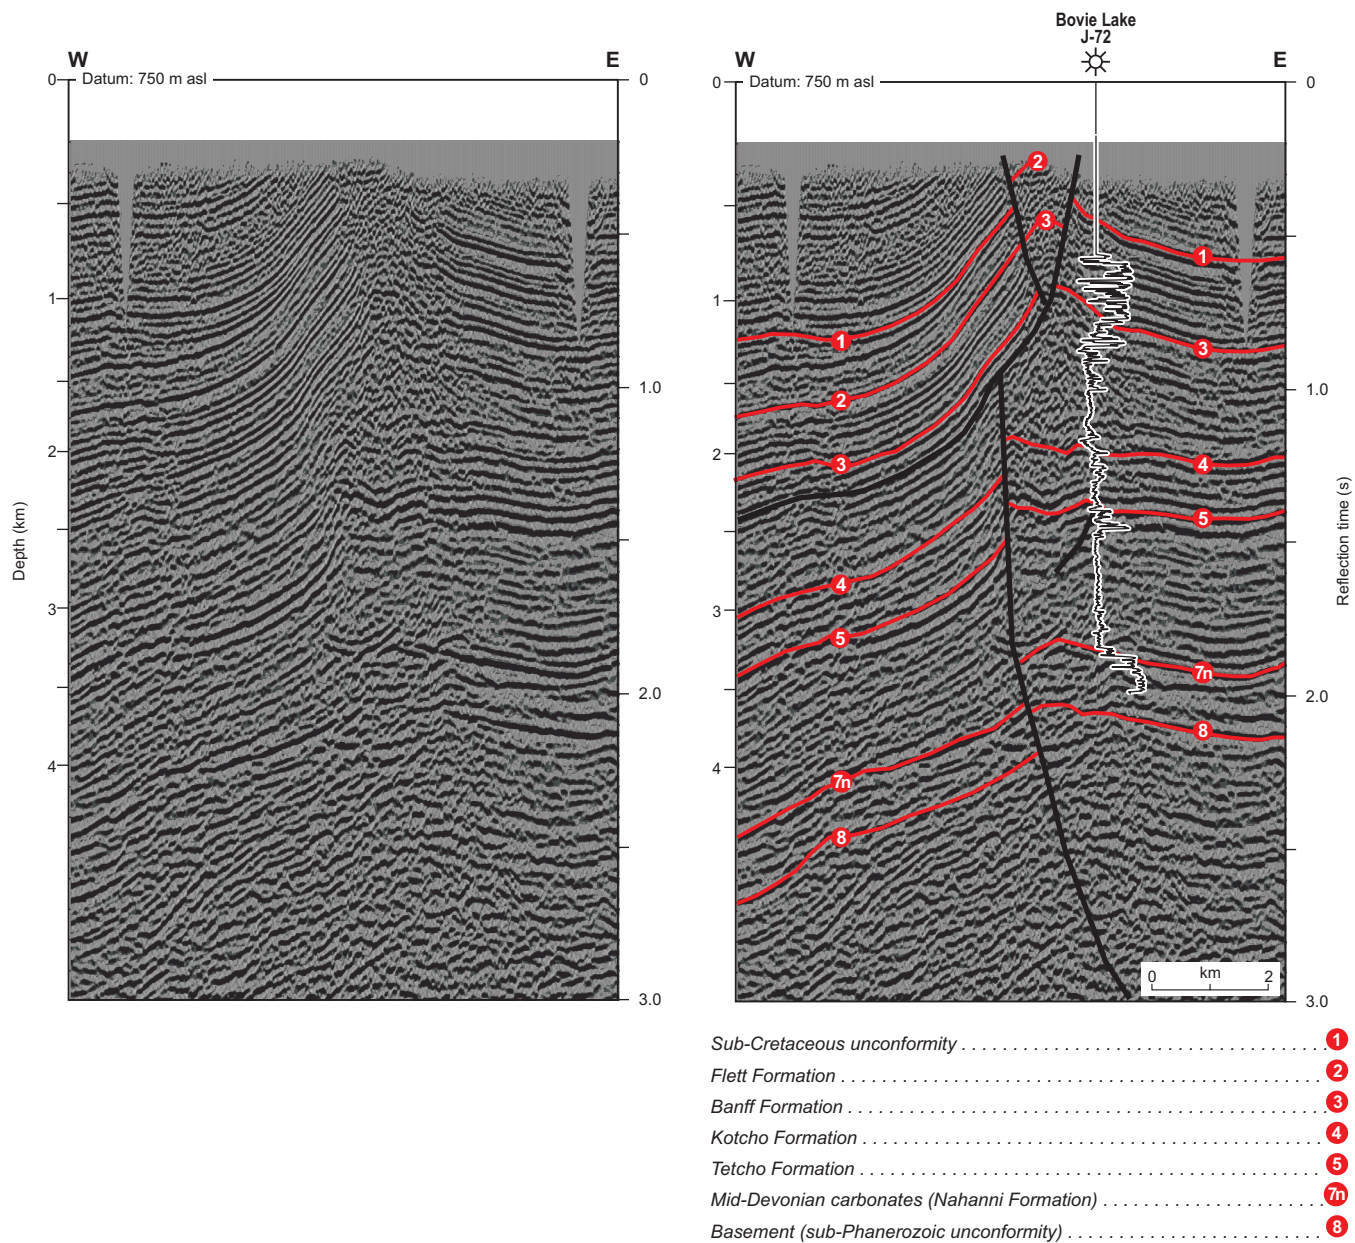 Bovie Lake
J-72
W
E
W
E
0
Datum: 750 m asl
0
0
Datum: 750 m asl
0
2
3
1
1
1
1
3
2
1.0
1.0
2
3
4
2
5
4
3
5
3
7n
2.0
2.0
8
4
7n
4
8
0 km 2
3.0
3.0
Depth (km)
Reflection time (s)
Sub-Cretaceous unconformity . . . . . . . . . . . . . . . . . . . . . . . . . . . . . . . . . . . . 1
Flett Formation . . . . . . . . . . . . . . . . . . . . . . . . . . . . . . . . . . . . . . . . . . . . . . . 2
Banff Formation . . . . . . . . . . . . . . . . . . . . . . . . . . . . . . . . . . . . . . . . . . . . . . 3
Kotcho Formation . . . . . . . . . . . . . . . . . . . . . . . . . . . . . . . . . . . . . . . . . . . . . 4
Tetcho Formation . . . . . . . . . . . . . . . . . . . . . . . . . . . . . . . . . . . . . . . . . . . . . 5
Mid-Devonian carbonates (Nahanni Formation) . . . . . . . . . . . . . . . . . . . . . 7n
Basement (sub-Phanerozoic unconformity) . . . . . . . . . . . . . . . . . . . . . . . . . 8